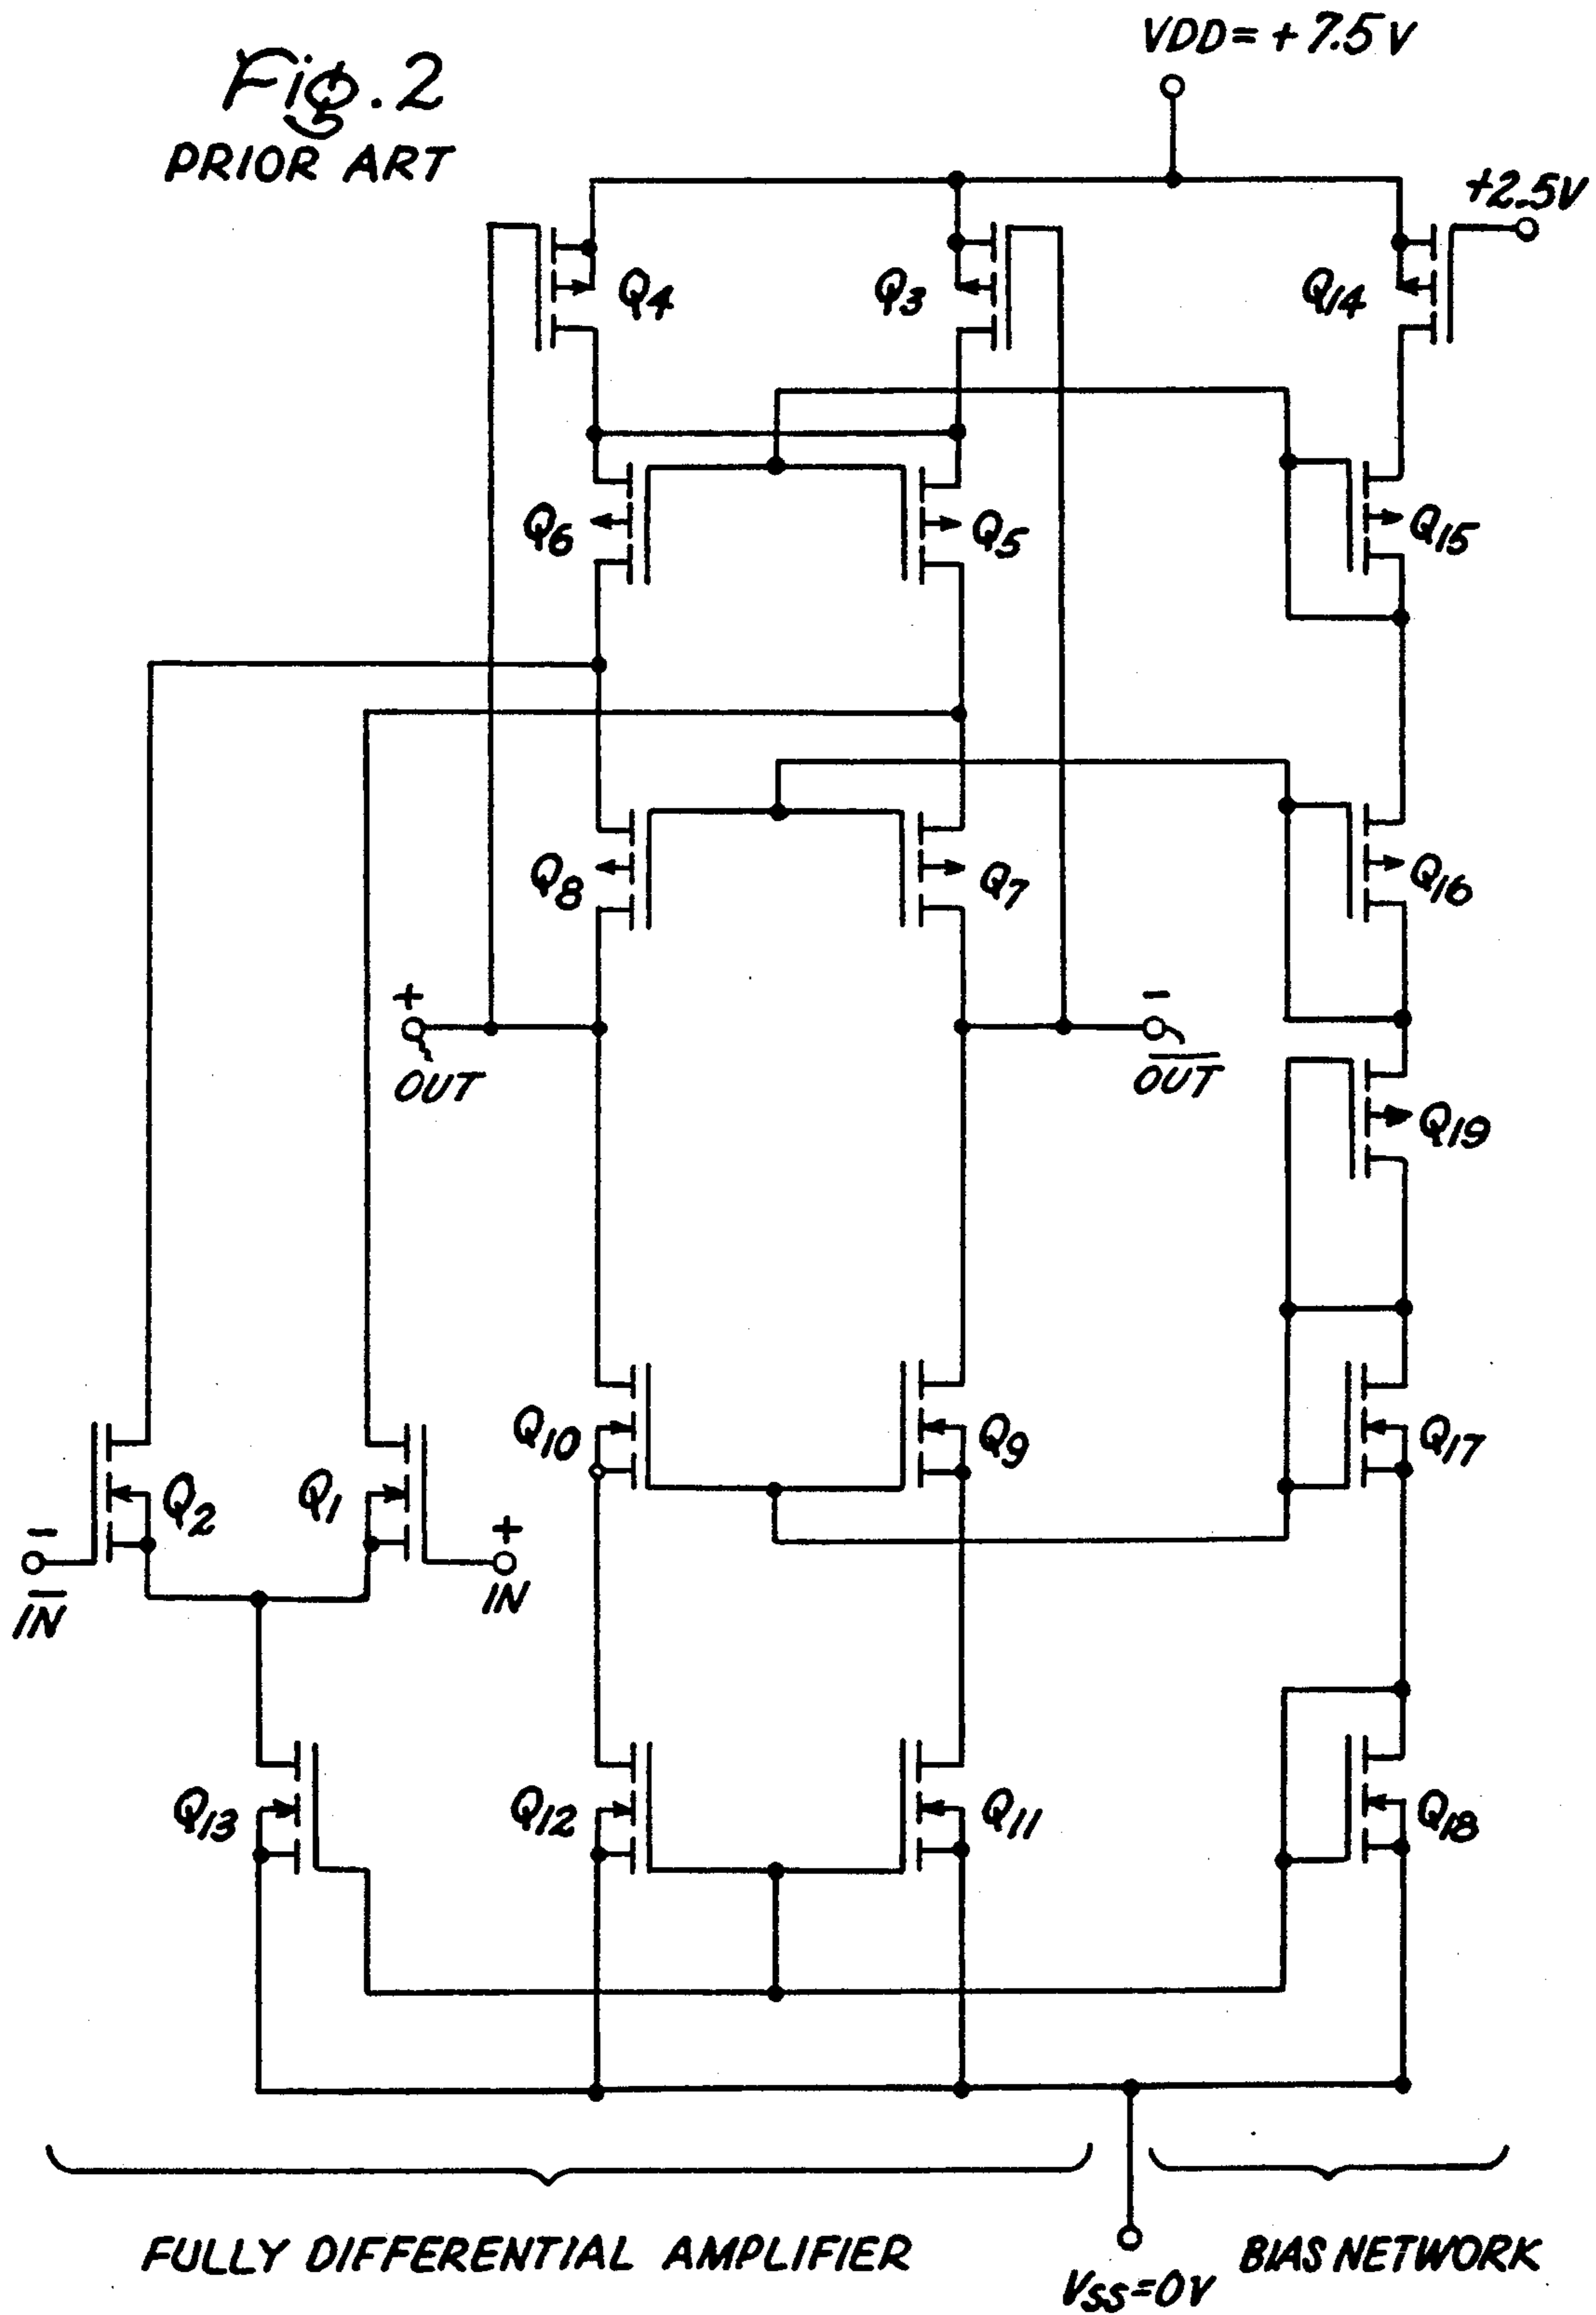 VDD = +7.5V
Fig. 2
PRIOR ART
+2.5V
Q4
Q3
Q14
Q6
Q5
Q15
Q8
Q7
Q16
+
-
OUT
OUT
Q19
Q10
Q9
Q17
Q2
Q1
-
+
IN
IN
Q13
Q12
Q11
Q18
FULLY DIFFERENTIAL AMPLIFIER
BIAS NETWORK
VSS=0V